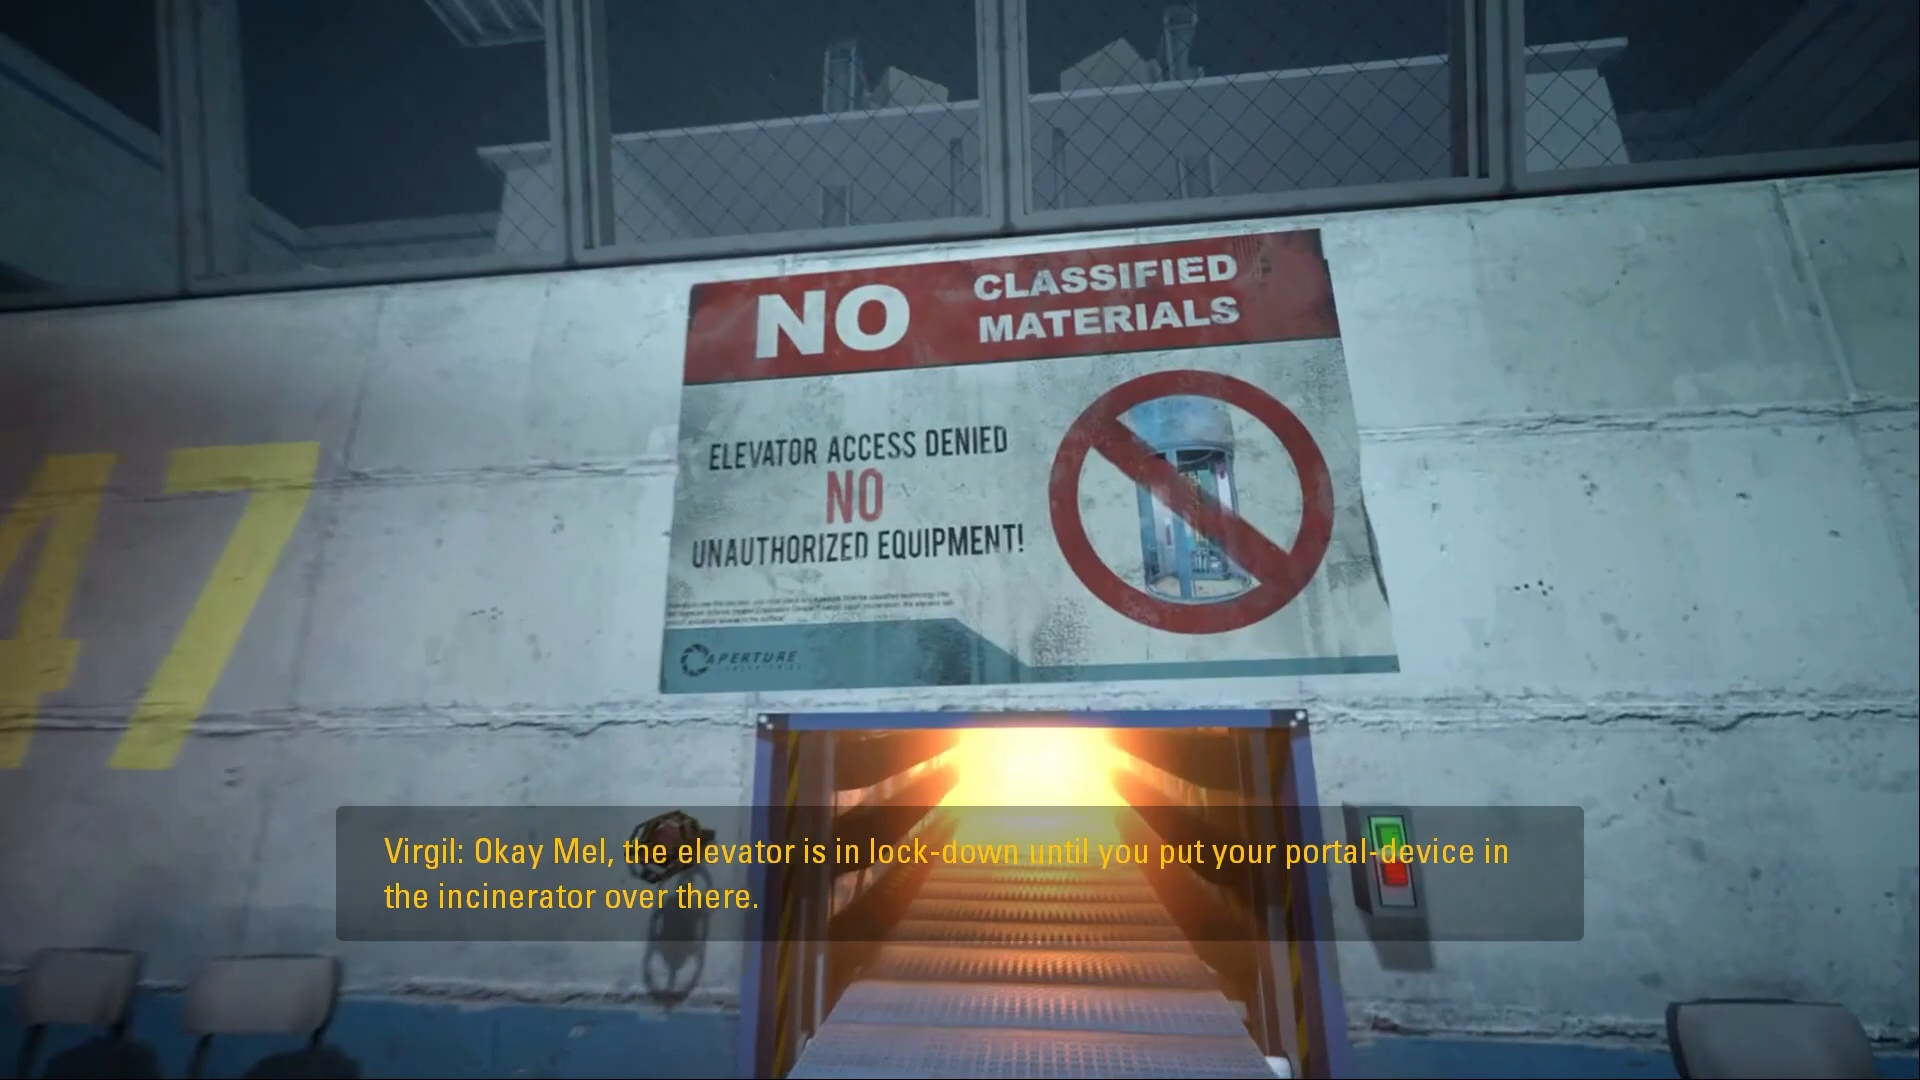 NO
CLASSIFIED
MATERIALS
ELEVATOR ACCESS DENIED
NO
UNAUTHORIZED EQUIPMENT!
APERTURE
47
Virgil: Okay Mel, the elevator is in lock-down until you put your portal-device in
the incinerator over there.